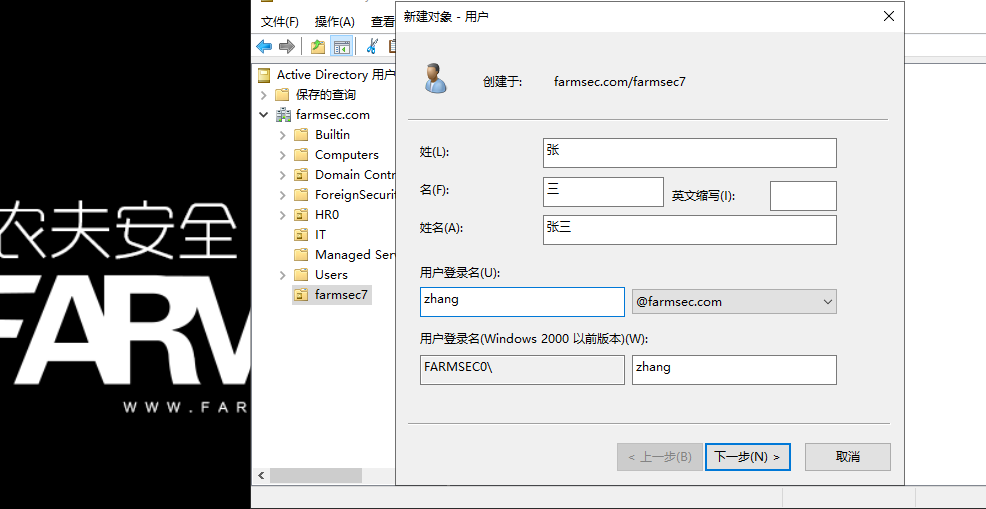 新建对象 - 用户
文件(F) 操作(A) 查看
Active Directory 用户
保存的查询
farmsec.com
Builtin
Computers
Domain Contr
ForeignSecurit
HR0
IT
Managed Ser
Users
farmsec7
创建于: farmsec.com/farmsec7
姓(L): 张
名(F): 三 英文缩写(I):
姓名(A): 张三
用户登录名(U):
zhang @farmsec.com
用户登录名(Windows 2000 以前版本)(W):
FARMSEC0\ zhang
< 上一步(B) 下一步(N) > 取消
农夫安全
FARM
WWW.FAR